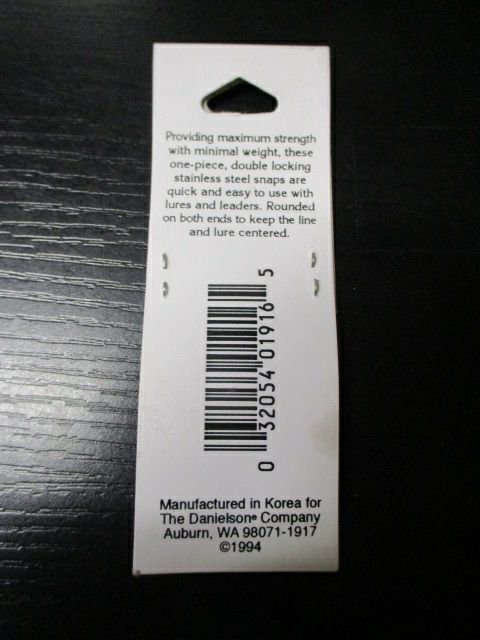 Providing maximum strength
with minimal weight, these
one-piece, double locking
stainless steel snaps are
quick and easy to use with
lures and leaders. Rounded
on both ends to keep the line
and lure centered.
0 32054 01916 5
Manufactured in Korea for
The Danielson® Company
Auburn, WA 98071-1917
©1994